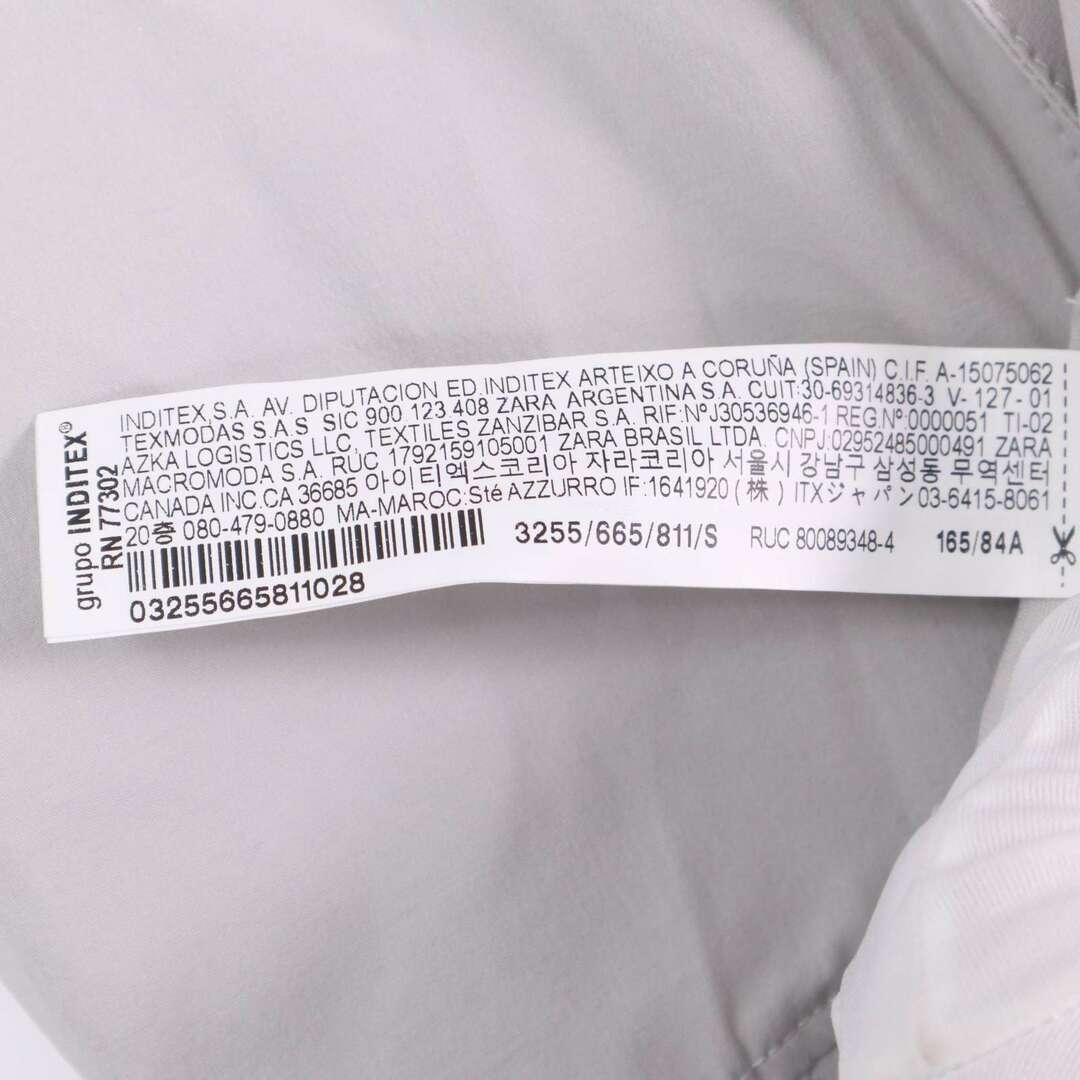 grupo INDITEX®
RN 77302
INDITEX,S.A. AV. DIPUTACION ED.INDITEX ARTEIXO A CORUÑA (SPAIN) C.I.F. A-15075062
TEXMODAS S.A.S SIC 900 123 408 ZARA ARGENTINA S.A. CUIT:30-69314836-3 V-127-01
AZKA LOGISTICS LLC, TEXTILES ZANZIBAR S.A. RIF:NºJ30536946-1 REG.Nº:0000051 TI-02
MACROMODA S.A. RUC 1792159105001 ZARA BRASIL LTDA. CNPJ:02952485000491 ZARA
CANADA INC.CA 36685 아이티엑스코리아 자라코리아 서울시 강남구 삼성동 무역센터
20층 080-479-0880 MA-MAROC:Sté AZZURRO IF:1641920 (株) ITXジャパン 03-6415-8061
3255/665/811/S RUC 80089348-4 165/84A
03255665811028